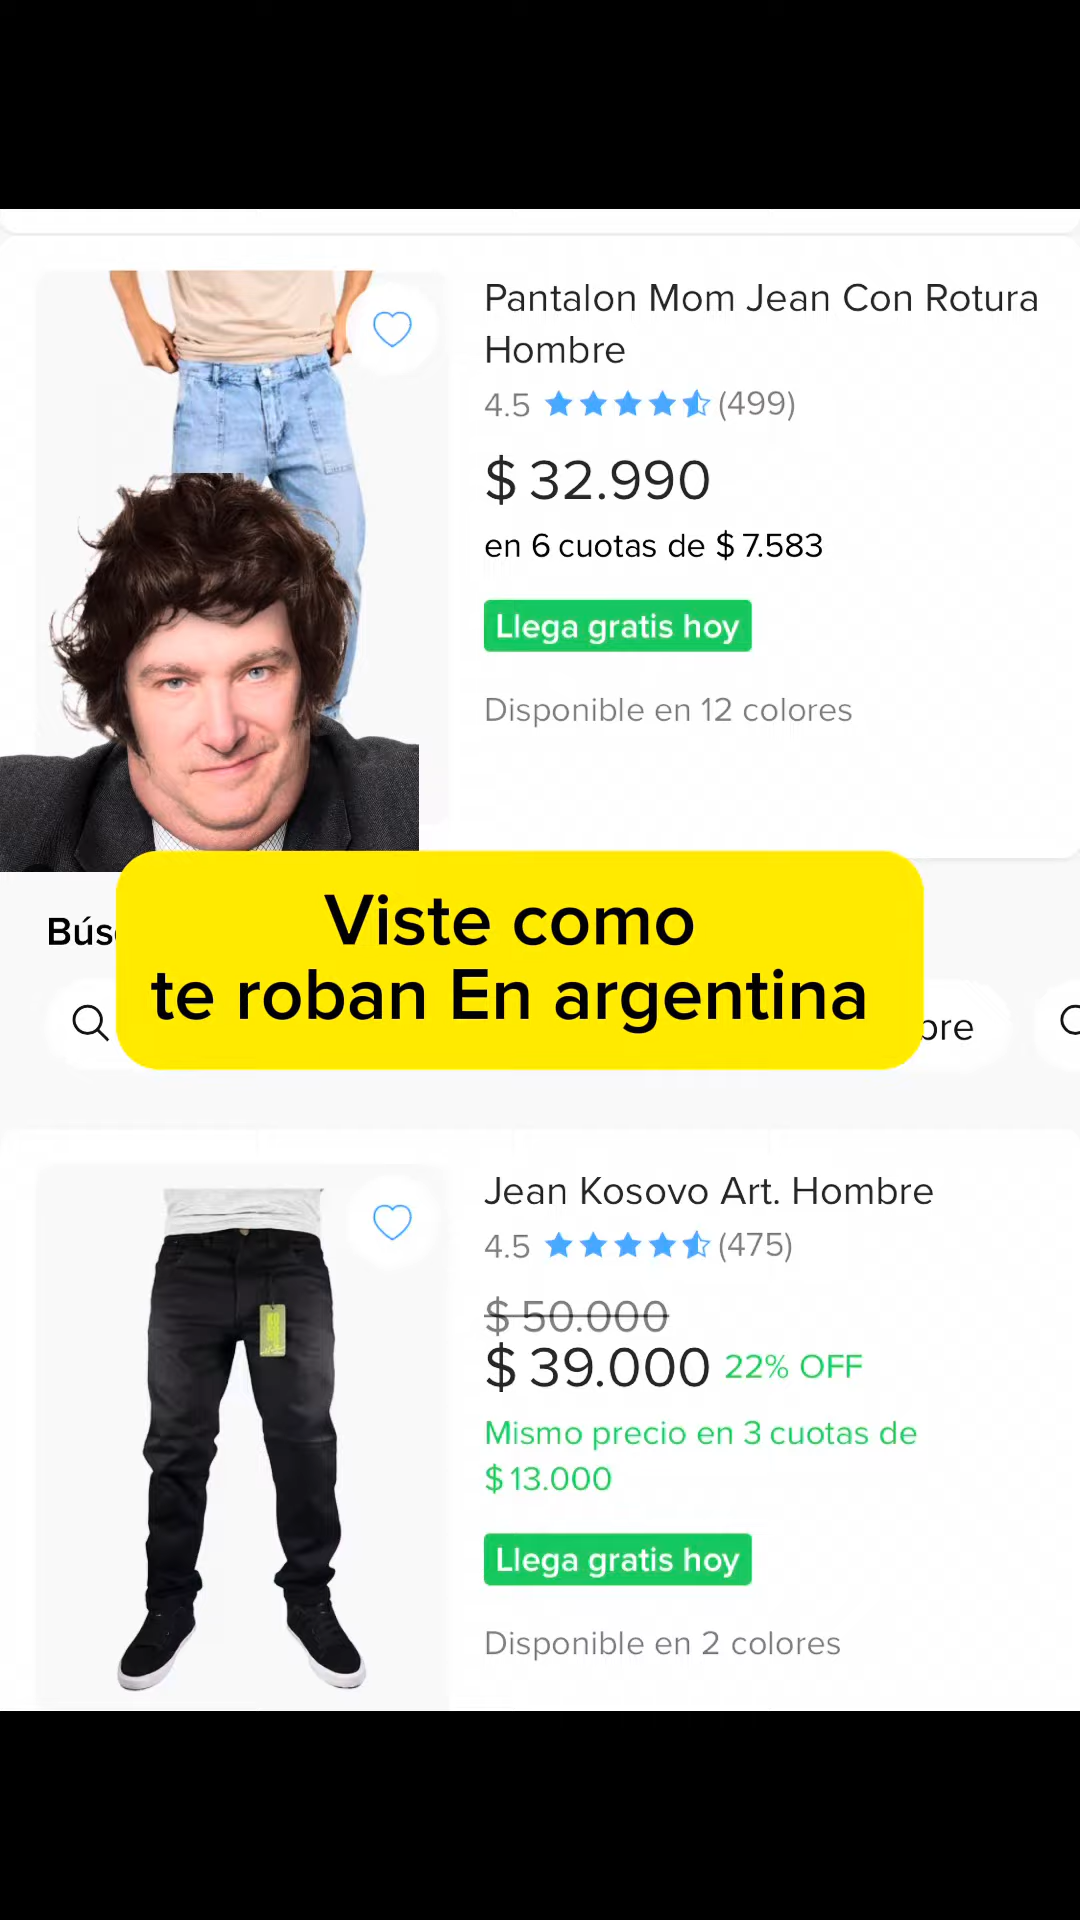 Pantalon Mom Jean Con Rotura
Hombre
4.5 (499)
$ 32.990
en 6 cuotas de $ 7.583
Llega gratis hoy
Disponible en 12 colores
Viste como
te roban En argentina
Jean Kosovo Art. Hombre
4.5 (475)
$ 50.000
$ 39.000 22% OFF
Mismo precio en 3 cuotas de
$ 13.000
Llega gratis hoy
Disponible en 2 colores